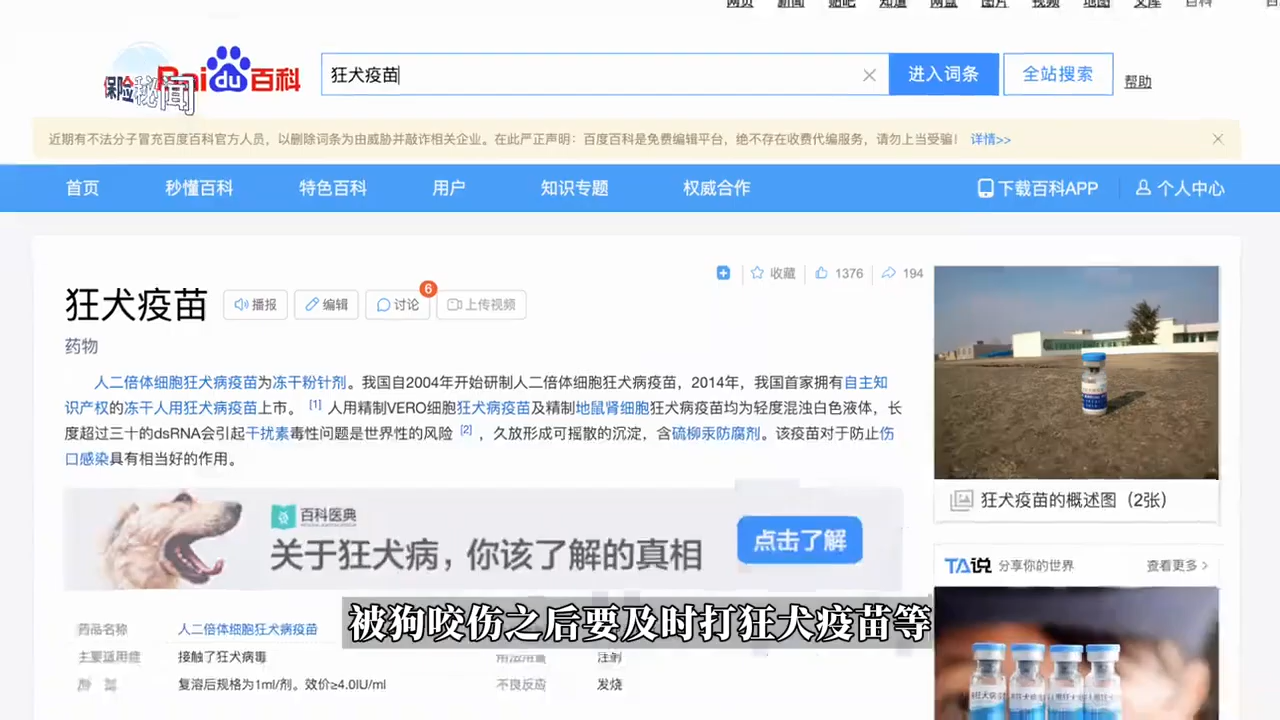 网页 新闻 贴吧 知道 网盘 图片 视频 地图 文库 百科
保险秘闻
Bai du 百科
狂犬疫苗
进入词条
全站搜索
帮助
近期有不法分子冒充百度百科官方人员，以删除词条为由威胁并敲诈相关企业。在此严正声明：百度百科是免费编辑平台，绝不存在收费代编服务，请勿上当受骗！ 详情>>
首页 秒懂百科 特色百科 用户 知识专题 权威合作 下载百科APP 个人中心
收藏 1376 194
狂犬疫苗 播报 编辑 讨论 6 上传视频
药物
人二倍体细胞狂犬病疫苗为冻干粉针剂。我国自2004年开始研制人二倍体细胞狂犬病疫苗，2014年，我国首家拥有自主知
识产权的冻干人用狂犬病疫苗上市。 [1] 人用精制VERO细胞狂犬病疫苗及精制地鼠肾细胞狂犬病疫苗均为轻度混浊白色液体，长
度超过三十的dsRNA会引起干扰素毒性问题是世界性的风险 [2] ，久放形成可摇散的沉淀，含硫柳汞防腐剂。该疫苗对于防止伤
口感染具有相当好的作用。
狂犬疫苗的概述图（2张）
百科医典
关于狂犬病，你该了解的真相
点击了解
TA说 分享你的世界 查看更多
药品名称 人二倍体细胞狂犬病疫苗
主要适用症 接触了狂犬病毒 用法用量 注射
剂 复溶后规格为1ml/剂。效价≥4.0IU/ml 不良反应 发烧
被狗咬伤之后要及时打狂犬疫苗等